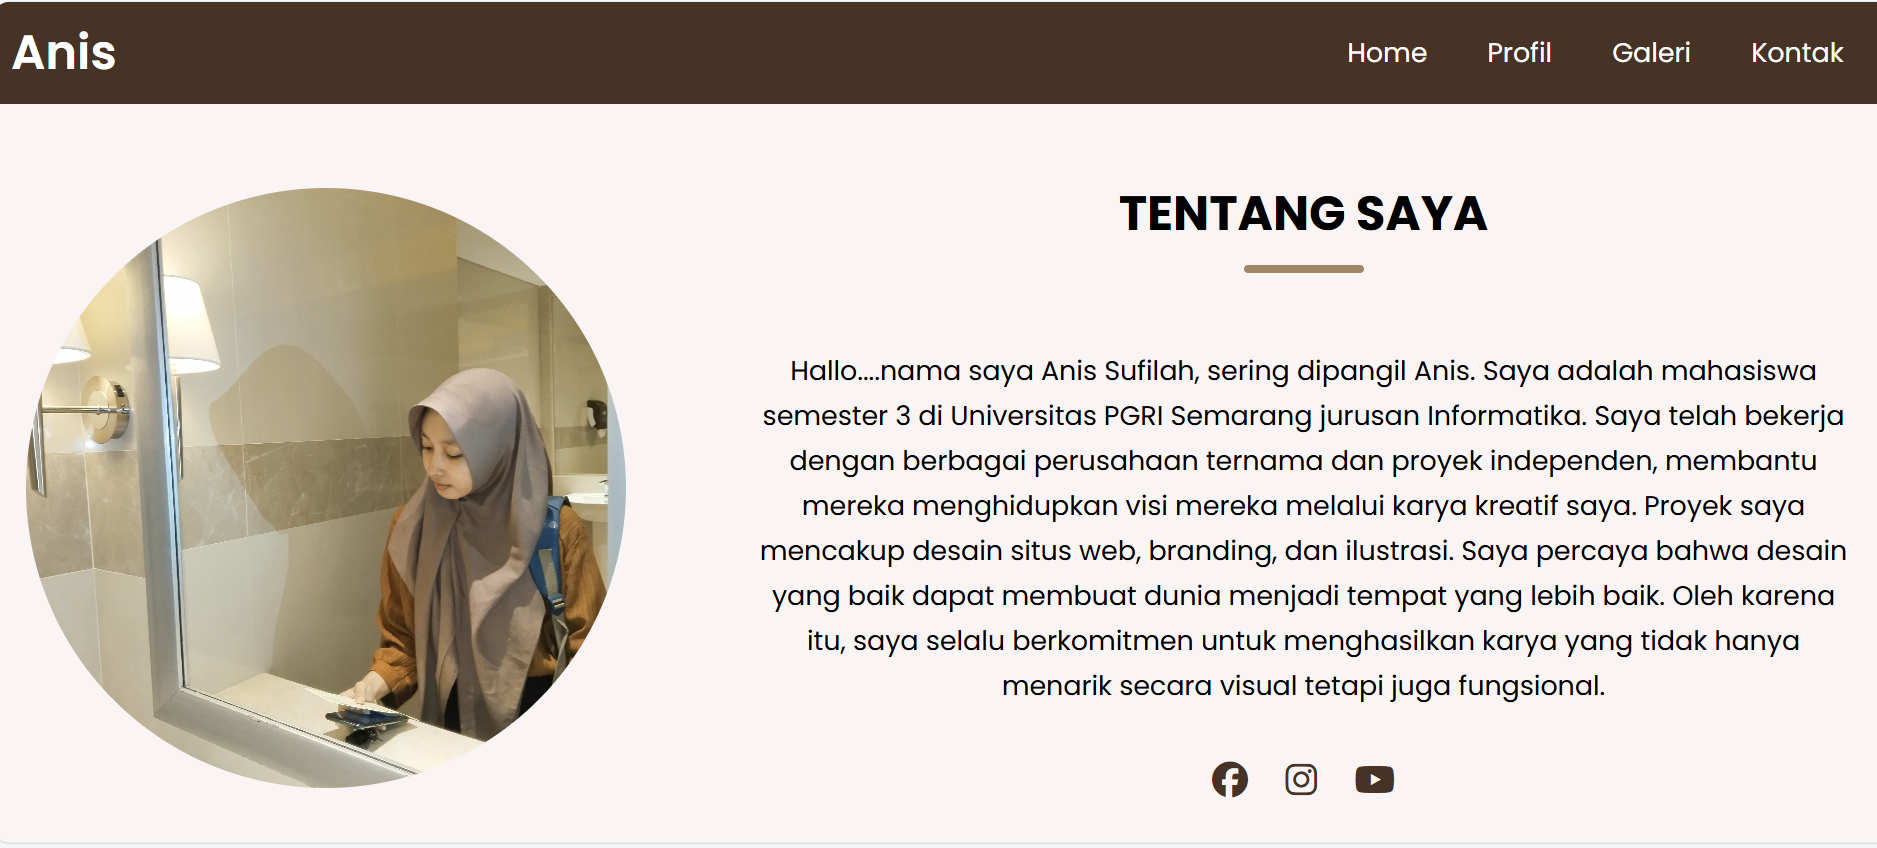 Anis
Home Profil Galeri Kontak
TENTANG SAYA
Hallo....nama saya Anis Sufilah, sering dipangil Anis. Saya adalah mahasiswa
semester 3 di Universitas PGRI Semarang jurusan Informatika. Saya telah bekerja
dengan berbagai perusahaan ternama dan proyek independen, membantu
mereka menghidupkan visi mereka melalui karya kreatif saya. Proyek saya
mencakup desain situs web, branding, dan ilustrasi. Saya percaya bahwa desain
yang baik dapat membuat dunia menjadi tempat yang lebih baik. Oleh karena
itu, saya selalu berkomitmen untuk menghasilkan karya yang tidak hanya
menarik secara visual tetapi juga fungsional.